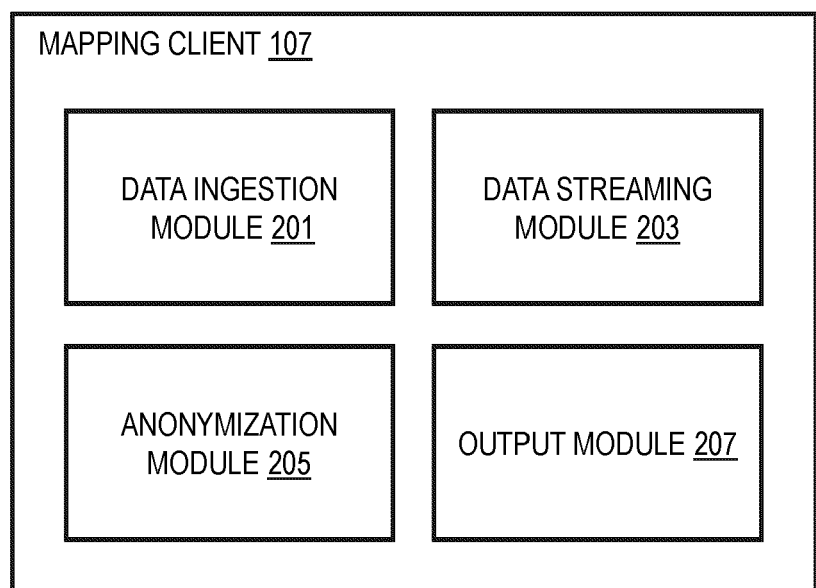 MAPPING CLIENT 107
DATA INGESTION
MODULE 201
DATA STREAMING
MODULE 203
ANONYMIZATION
MODULE 205
OUTPUT MODULE 207